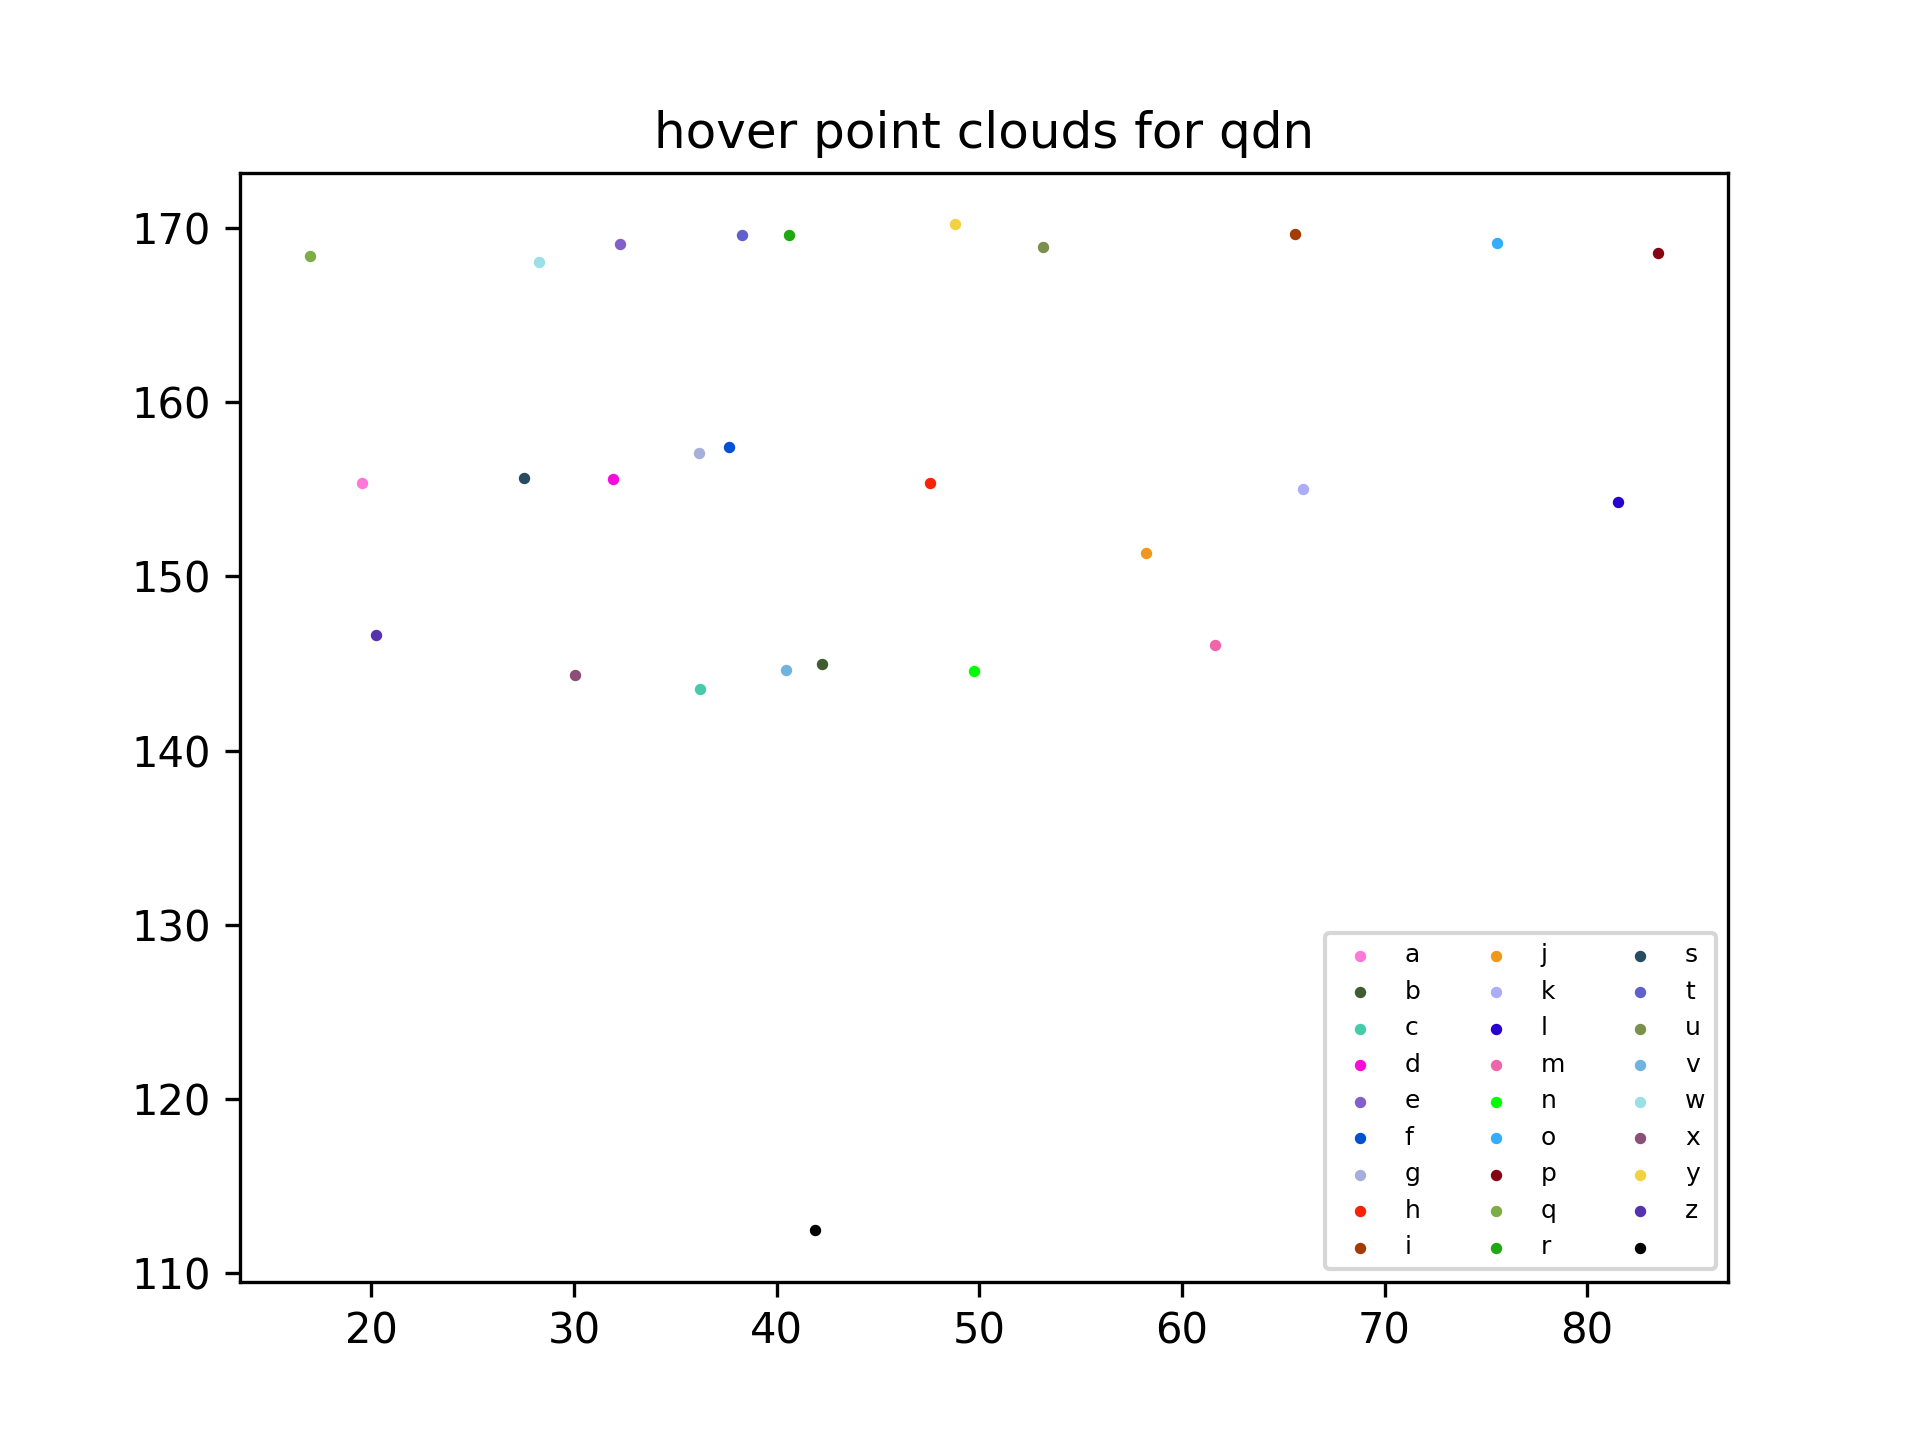 hover point clouds for qdn
170
160
150
140
130
120
110
20 30 40 50 60 70 80
a j s
b k t
c l u
d m v
e n w
f o x
g p y
h q z
i r